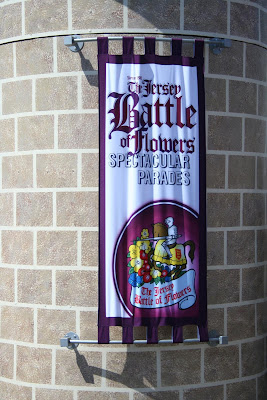 The Jersey
Battle
of Flowers
SPECTACULAR
PARADES
The Jersey
Battle of Flowers